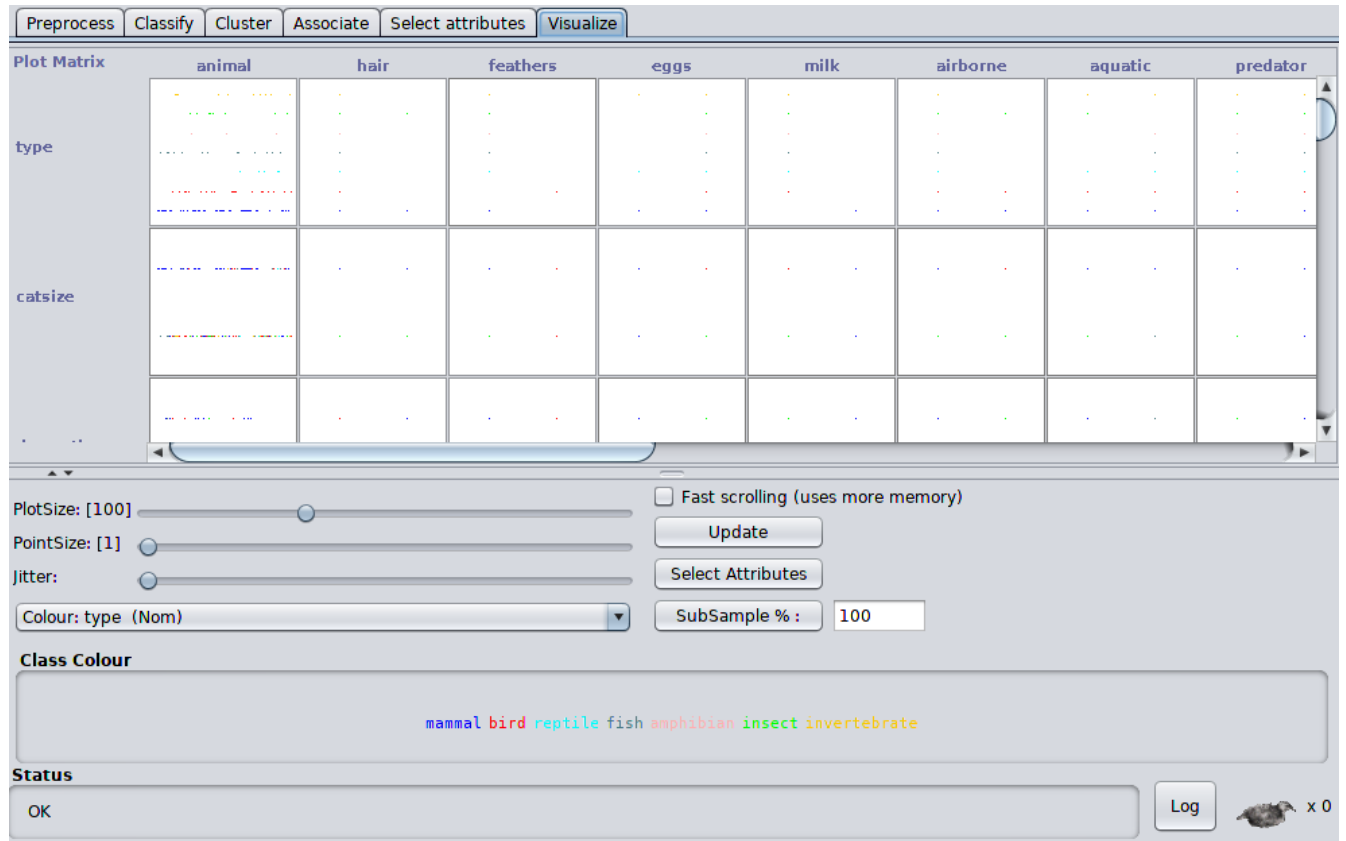 Preprocess Classify Cluster Associate Select attributes Visualize
Plot Matrix animal hair feathers eggs milk airborne aquatic predator
type
catsize
PlotSize: [100]
Fast scrolling (uses more memory)
Update
PointSize: [1]
Jitter:
Select Attributes
Colour: type (Nom)
SubSample % : 100
Class Colour
mammal bird reptile fish amphibian insect invertebrate
Status
OK
Log
x 0